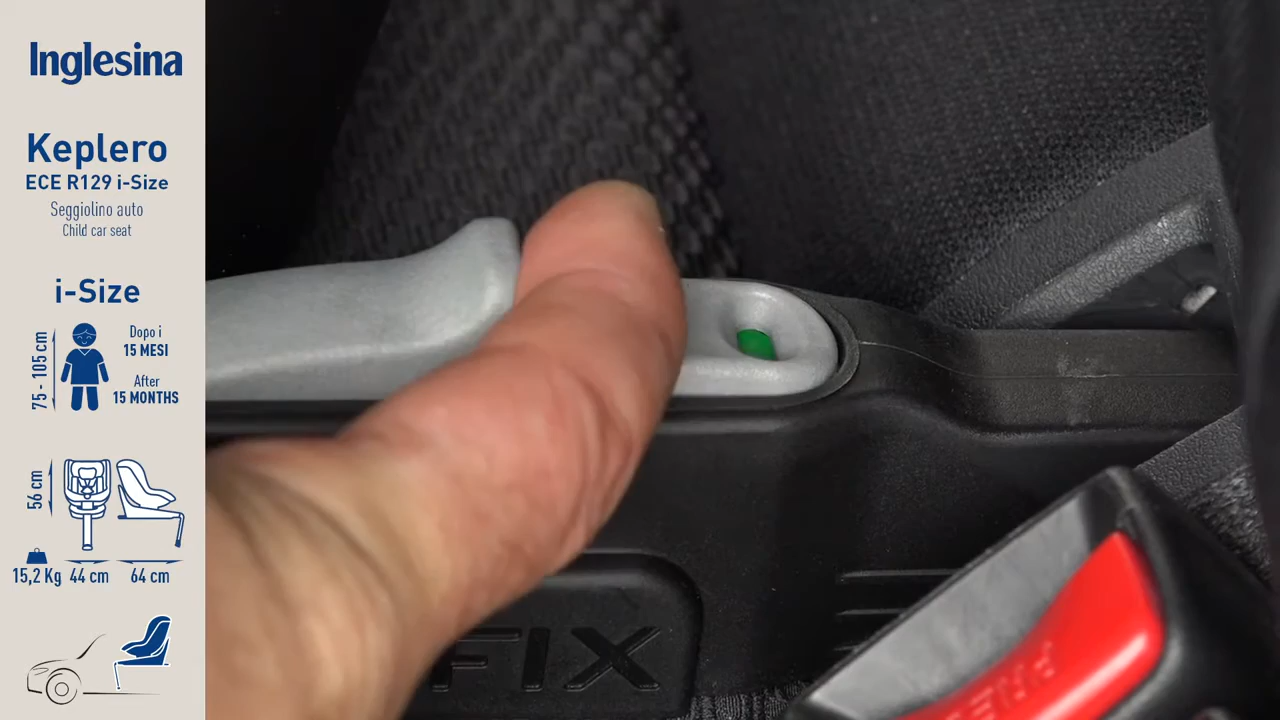 Inglesina
Keplero
ECE R129 i-Size
Seggiolino auto
Child car seat
i-Size
75 - 105 cm
Dopo i
15 MESI
After
15 MONTHS
56 cm
15,2 Kg 44 cm 64 cm
FIX